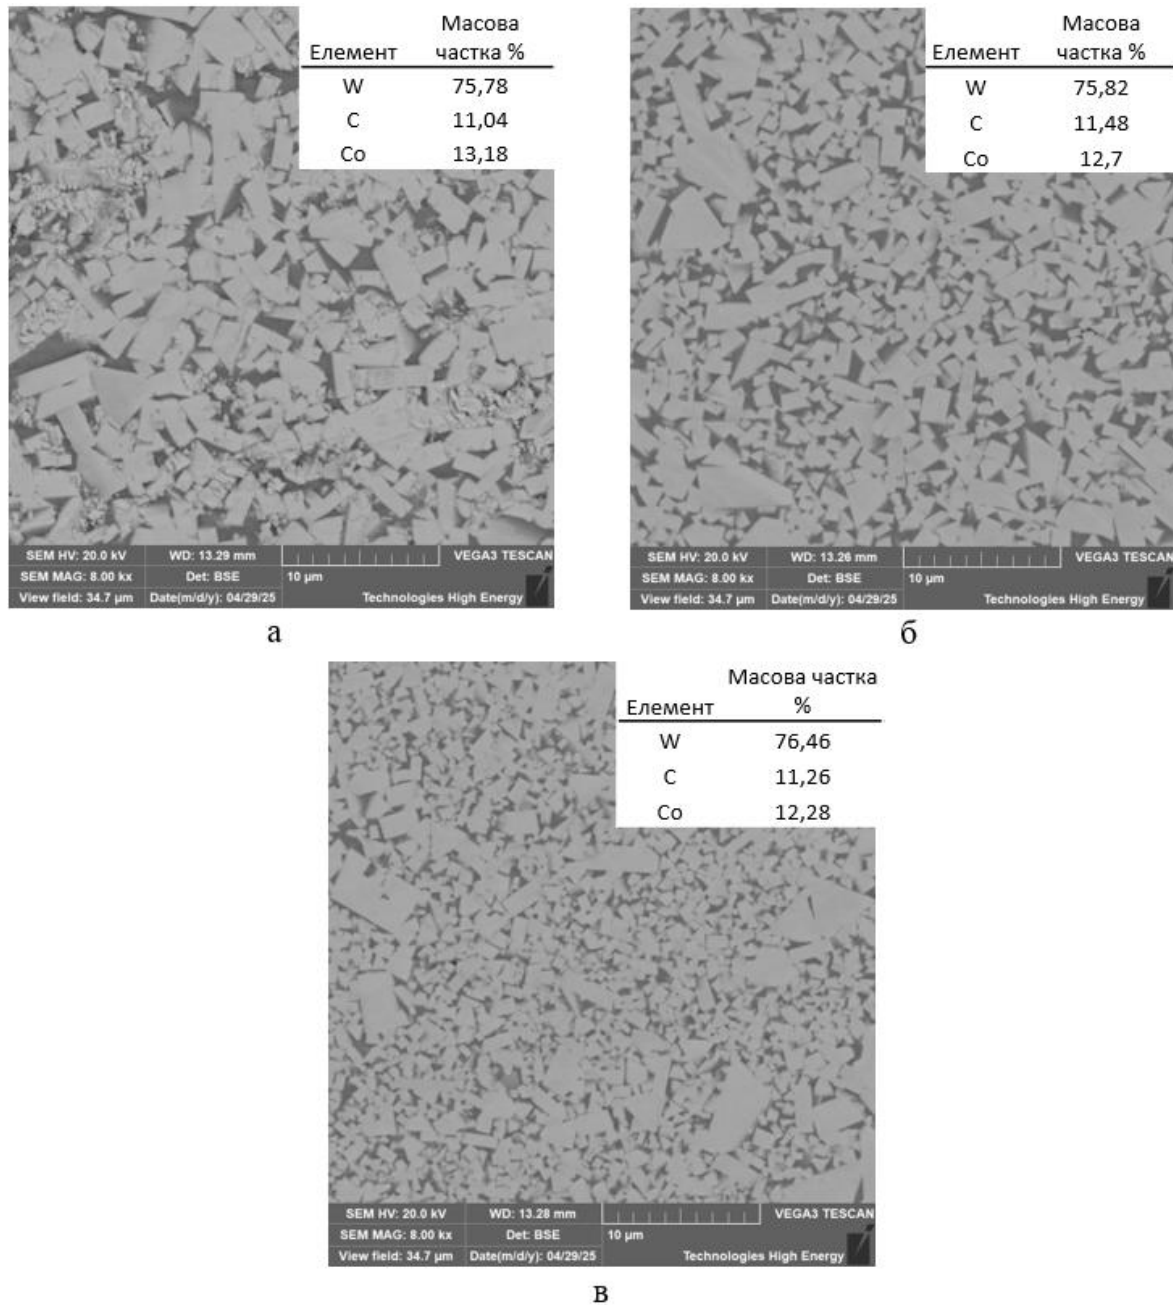 Масова
Елемент частка %
W 75,78
C 11,04
Co 13,18
SEM HV: 20.0 kV WD: 13.29 mm VEGA3 TESCAN
SEM MAG: 8.00 kx Det: BSE 10 µm
View field: 34.7 µm Date(m/d/y): 04/29/25 Technologies High Energy
а
Масова
Елемент частка %
W 75,82
C 11,48
Co 12,7
SEM HV: 20.0 kV WD: 13.26 mm VEGA3 TESCAN
SEM MAG: 8.00 kx Det: BSE 10 µm
View field: 34.7 µm Date(m/d/y): 04/29/25 Technologies High Energy
б
Масова частка
Елемент %
W 76,46
C 11,26
Co 12,28
SEM HV: 20.0 kV WD: 13.28 mm VEGA3 TESCAN
SEM MAG: 8.00 kx Det: BSE 10 µm
View field: 34.7 µm Date(m/d/y): 04/29/25 Technologies High Energy
в